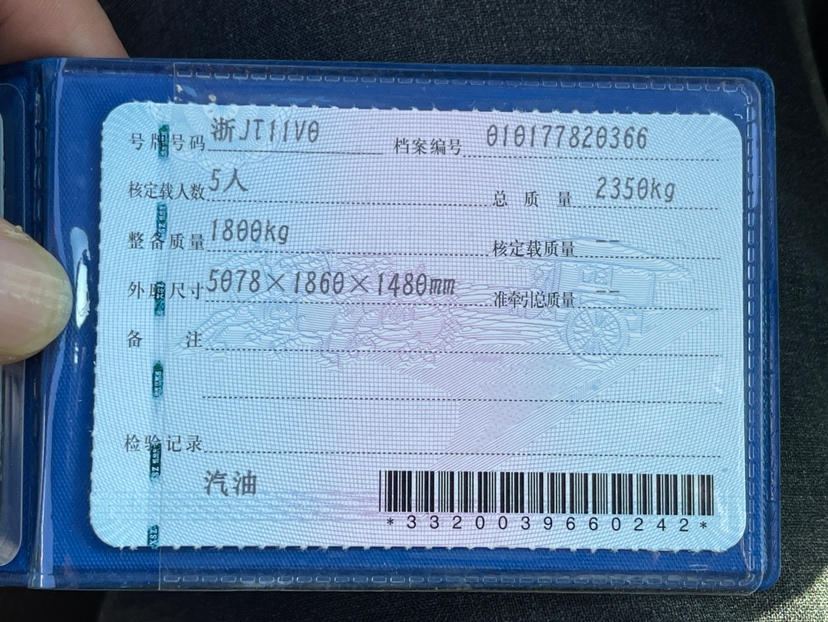 号牌号码 浙JT11V0 档案编号 010177820366
核定载人数 5人 总质量 2350kg
整备质量 1800kg 核定载质量 --
外廓尺寸 5078×1860×1480mm 准牵引总质量 --
备注
检验记录
汽油
*3320039660242*